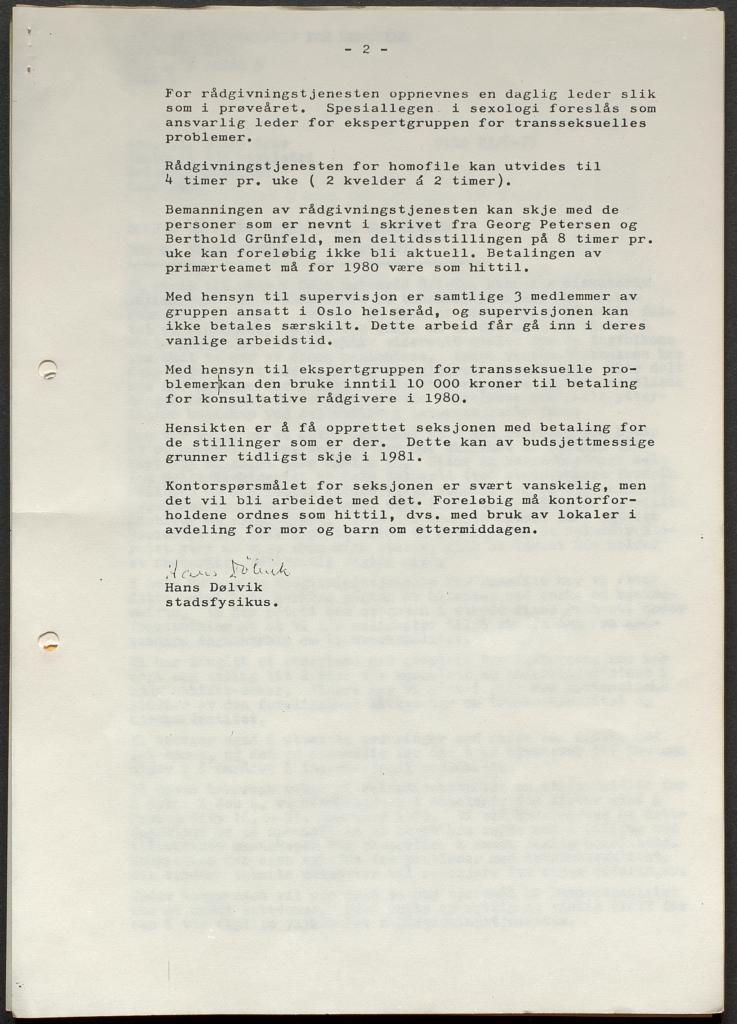 - 2 -
For rådgivningstjenesten oppnevnes en daglig leder slik
som i prøveåret. Spesiallegen i sexologi foreslås som
ansvarlig leder for ekspertgruppen for transseksuelles
problemer.
Rådgivningstjenesten for homofile kan utvides til
4 timer pr. uke ( 2 kvelder á 2 timer).
Bemanningen av rådgivningstjenesten kan skje med de
personer som er nevnt i skrivet fra Georg Petersen og
Berthold Grünfeld, men deltidsstillingen på 8 timer pr.
uke kan foreløbig ikke bli aktuell. Betalingen av
primærteamet må for 1980 være som hittil.
Med hensyn til supervisjon er samtlige 3 medlemmer av
gruppen ansatt i Oslo helseråd, og supervisjonen kan
ikke betales særskilt. Dette arbeid får gå inn i deres
vanlige arbeidstid.
Med hensyn til ekspertgruppen for transseksuelle pro-
blemer|kan den bruke inntil 10 000 kroner til betaling
for konsultative rådgivere i 1980.
Hensikten er å få opprettet seksjonen med betaling for
de stillinger som er der. Dette kan av budsjettmessige
grunner tidligst skje i 1981.
Kontorspørsmålet for seksjonen er svært vanskelig, men
det vil bli arbeidet med det. Foreløbig må kontorfor-
holdene ordnes som hittil, dvs. med bruk av lokaler i
avdeling for mor og barn om ettermiddagen.
Hans Dølvik
Hans Dølvik
stadsfysikus.